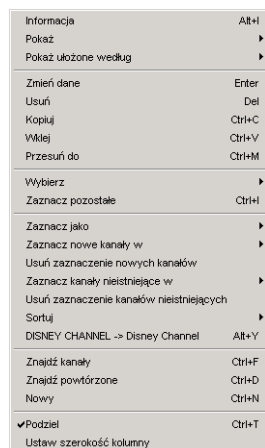 Informacja Alt+I
Pokaż
Pokaż ułożone według
Zmień dane Enter
Usuń Del
Kopiuj Ctrl+C
Wklej Ctrl+V
Przesuń do Ctrl+M
Wybierz
Zaznacz pozostałe Ctrl+I
Zaznacz jako
Zaznacz nowe kanały w
Usuń zaznaczenie nowych kanałów
Zaznacz kanały nieistniejące w
Usuń zaznaczenie kanałów nieistniejących
Sortuj
DISNEY CHANNEL -> Disney Channel Alt+Y
Znajdź kanały Ctrl+F
Znajdź powtórzone Ctrl+D
Nowy Ctrl+N
Podziel Ctrl+T
Ustaw szerokość kolumny